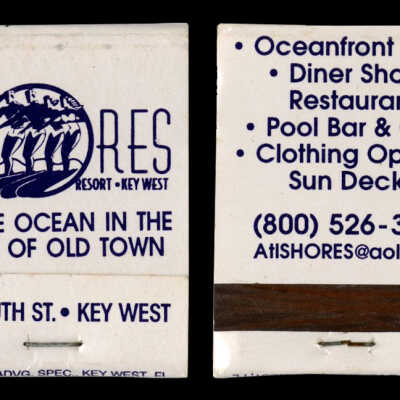 RES
RESORT • KEY WEST
E OCEAN IN THE
OF OLD TOWN
TH ST. • KEY WEST
ADVG. SPEC., KEY WEST, FL
• Oceanfront
• Diner Sho
Restauran
• Pool Bar &
• Clothing Op
Sun Deck
(800) 526-3
AtlSHORES@aol